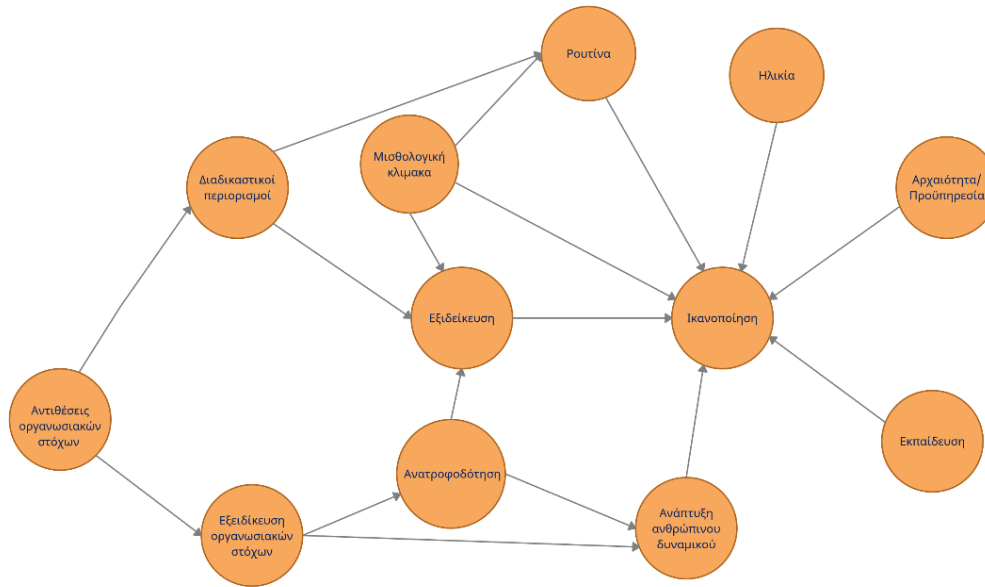 Ρουτίνα
Ηλικία
Μισθολογική
κλιμακα
Διαδικαστικοί
περιορισμοί
Αρχαιότητα/
Προϋπηρεσία
Εξιδείκευση
Ικανοποίηση
Αντιθέσεις
οργανωσιακών
στόχων
Εκπαίδευση
Ανατροφοδότηση
Εξειδίκευση
οργανωσιακών
στόχων
Ανάπτυξη
ανθρώπινου
δυναμικού